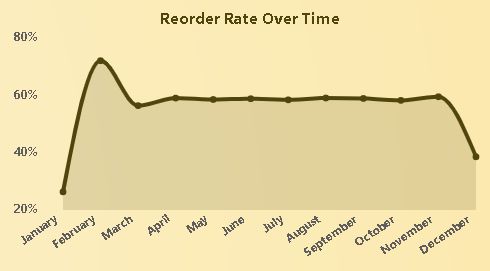 Reorder Rate Over Time
80%
60%
40%
20%
January
February
March
April
May
June
July
August
September
October
November
December